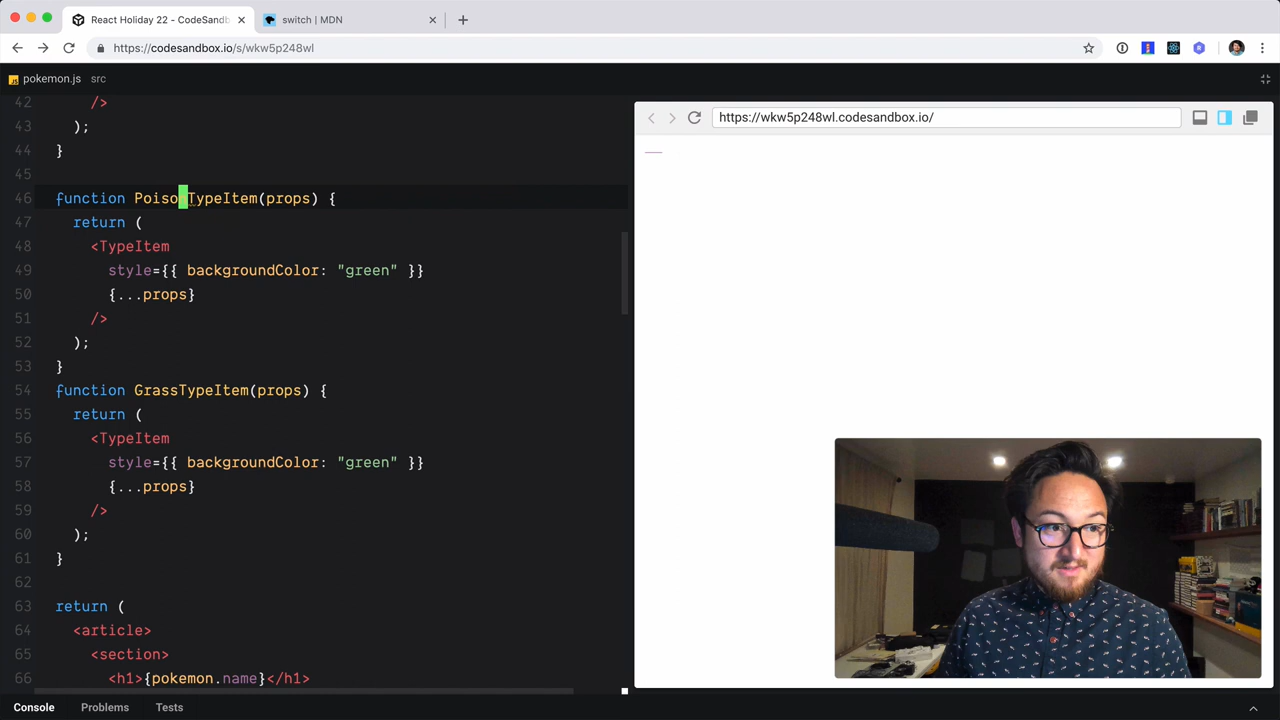 React Holiday 22 - CodeSandb
switch | MDN
https://codesandbox.io/s/wkw5p248wl
JS pokemon.js src
https://wkw5p248wl.codesandbox.io/
42 />
43 );
44 }
45
46 function PoisonTypeItem(props) {
47 return (
48 <TypeItem
49 style={{ backgroundColor: "green" }}
50 {...props}
51 />
52 );
53 }
54 function GrassTypeItem(props) {
55 return (
56 <TypeItem
57 style={{ backgroundColor: "green" }}
58 {...props}
59 />
60 );
61 }
62
63 return (
64 <article>
65 <section>
66 <h1>{pokemon.name}</h1>
Console Problems Tests